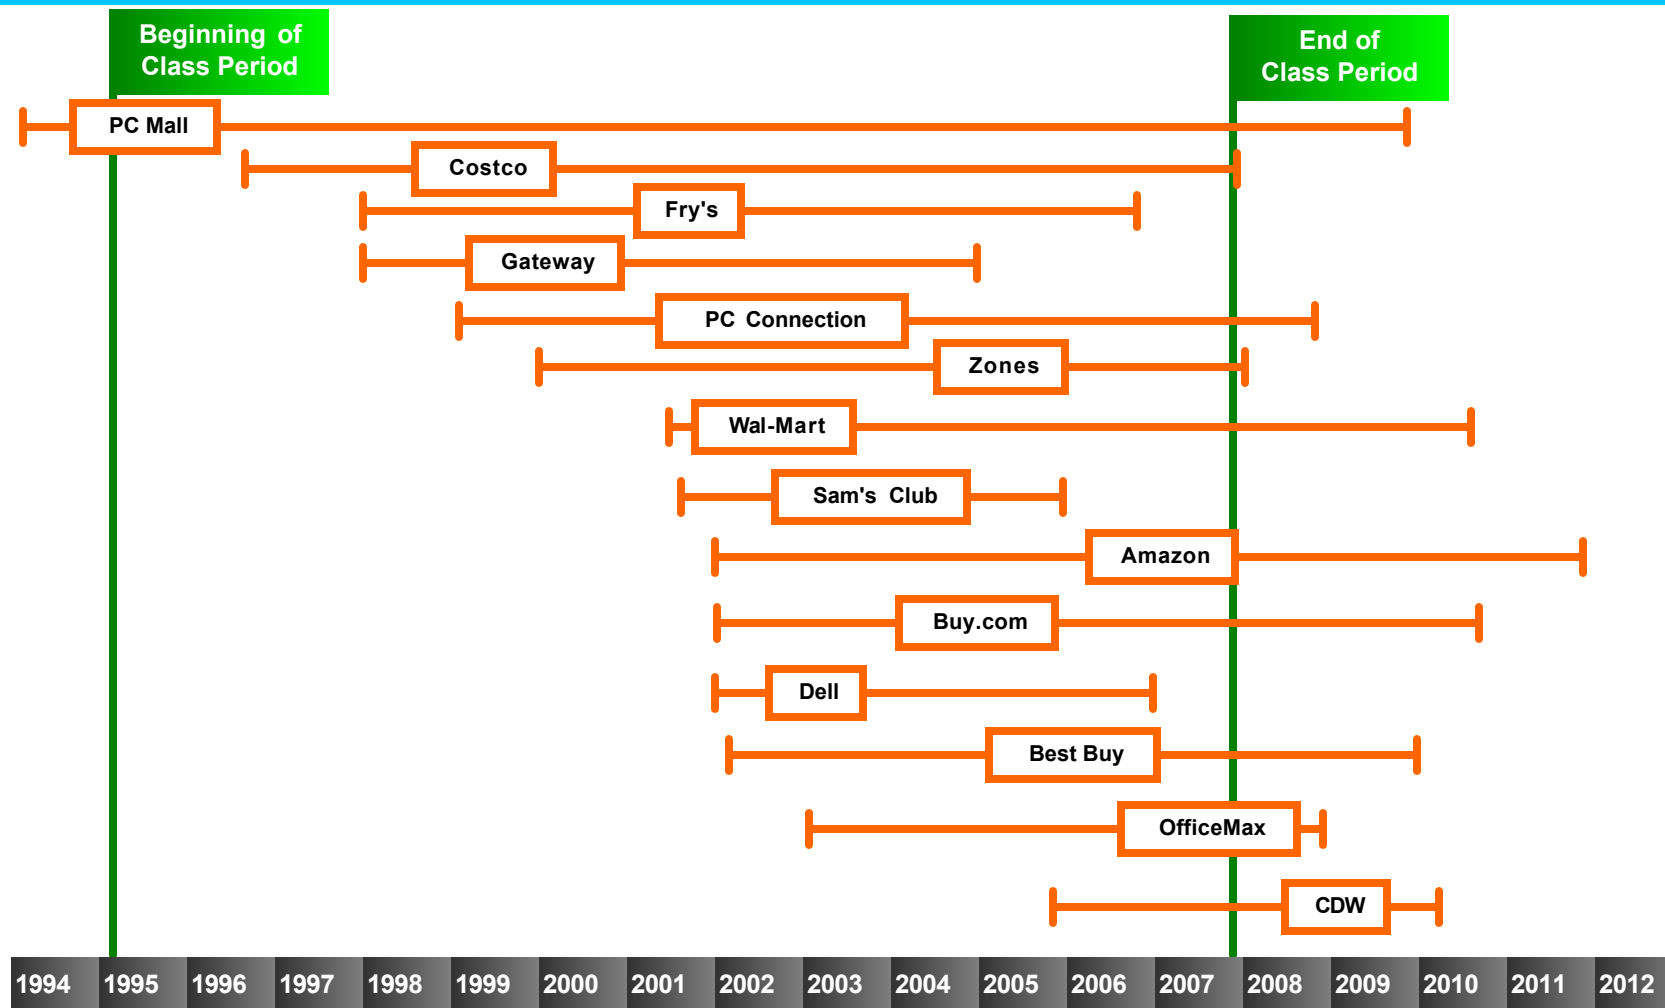 Beginning of
Class Period
End of
Class Period
PC Mall
Costco
Fry's
Gateway
PC Connection
Zones
Wal-Mart
Sam's Club
Amazon
Buy.com
Dell
Best Buy
OfficeMax
CDW
1994 1995 1996 1997 1998 1999 2000 2001 2002 2003 2004 2005 2006 2007 2008 2009 2010 2011 2012